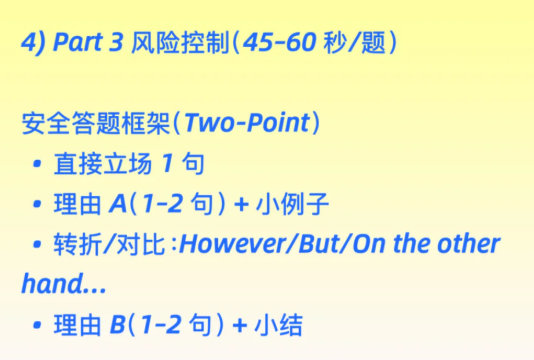 4) Part 3 风险控制(45-60 秒/题)
安全答题框架(Two-Point)
• 直接立场 1 句
• 理由 A(1-2 句) + 小例子
• 转折/对比:However/But/On the other
hand...
• 理由 B(1-2 句) + 小结